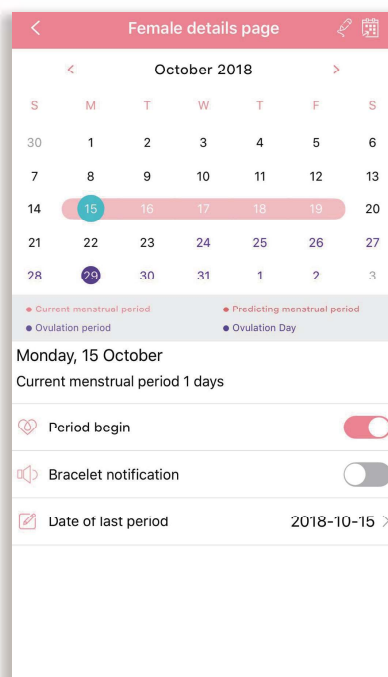 Female details page
October 2018
S M T W T F S
30 1 2 3 4 5 6
7 8 9 10 11 12 13
14 15 16 17 18 19 20
21 22 23 24 25 26 27
28 29 30 31 1 2 3
Current menatrual period Predicting menatrual period
Ovulation period Ovulation Day
Monday, 15 October
Current menstrual period 1 days
Period begin
Bracelet notification
Date of last period 2018-10-15